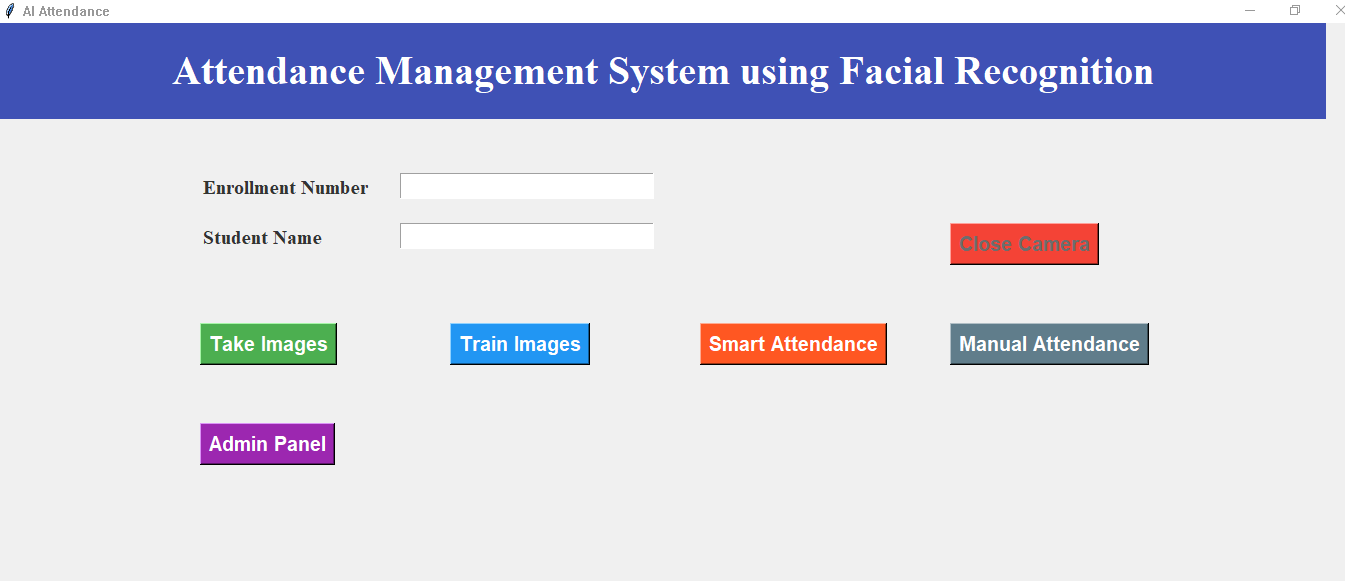 AI Attendance
Attendance Management System using Facial Recognition
Enrollment Number
Student Name
Close Camera
Take Images
Train Images
Smart Attendance
Manual Attendance
Admin Panel